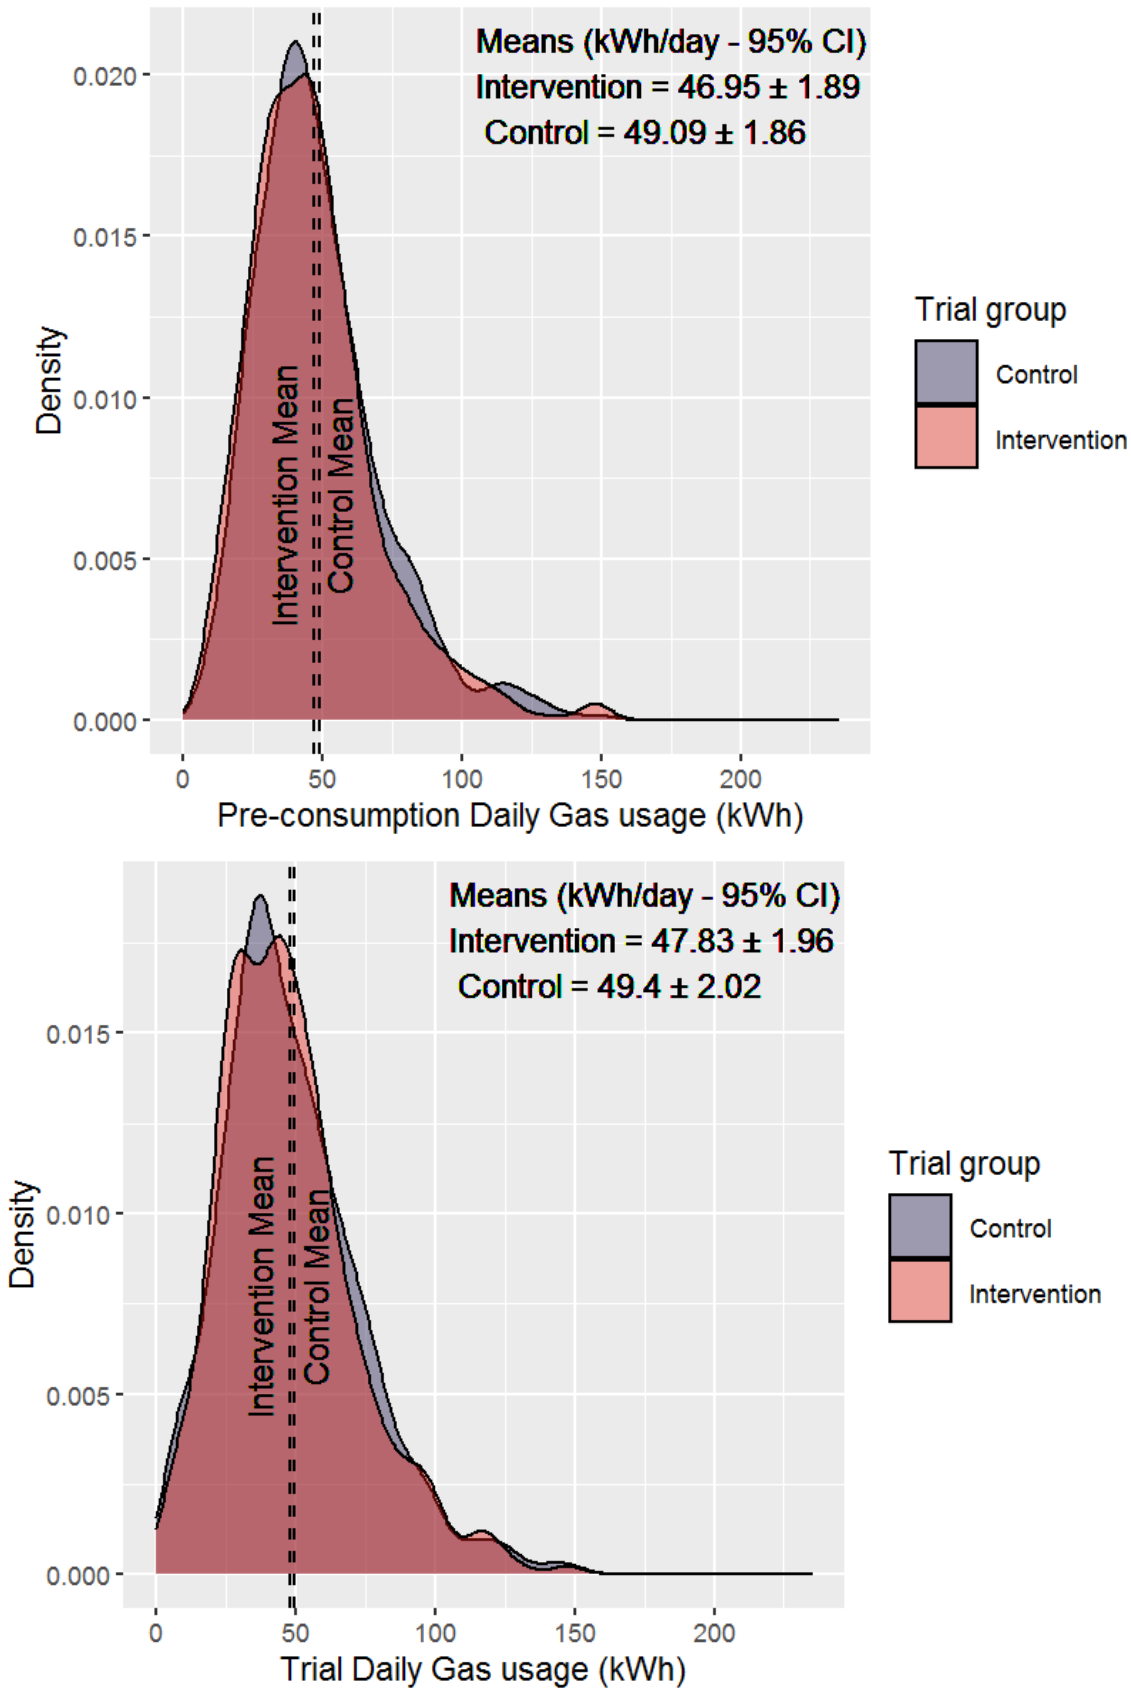 Means (kWh/day - 95% CI)
Intervention = 46.95 ± 1.89
Control = 49.09 ± 1.86
0.020
0.015
0.010
0.005
0.000
Density
Intervention Mean
Control Mean
0 50 100 150 200
Pre-consumption Daily Gas usage (kWh)
Trial group
Control
Intervention
Means (kWh/day - 95% CI)
Intervention = 47.83 ± 1.96
Control = 49.4 ± 2.02
0.015
0.010
0.005
0.000
Density
Intervention Mean
Control Mean
0 50 100 150 200
Trial Daily Gas usage (kWh)
Trial group
Control
Intervention